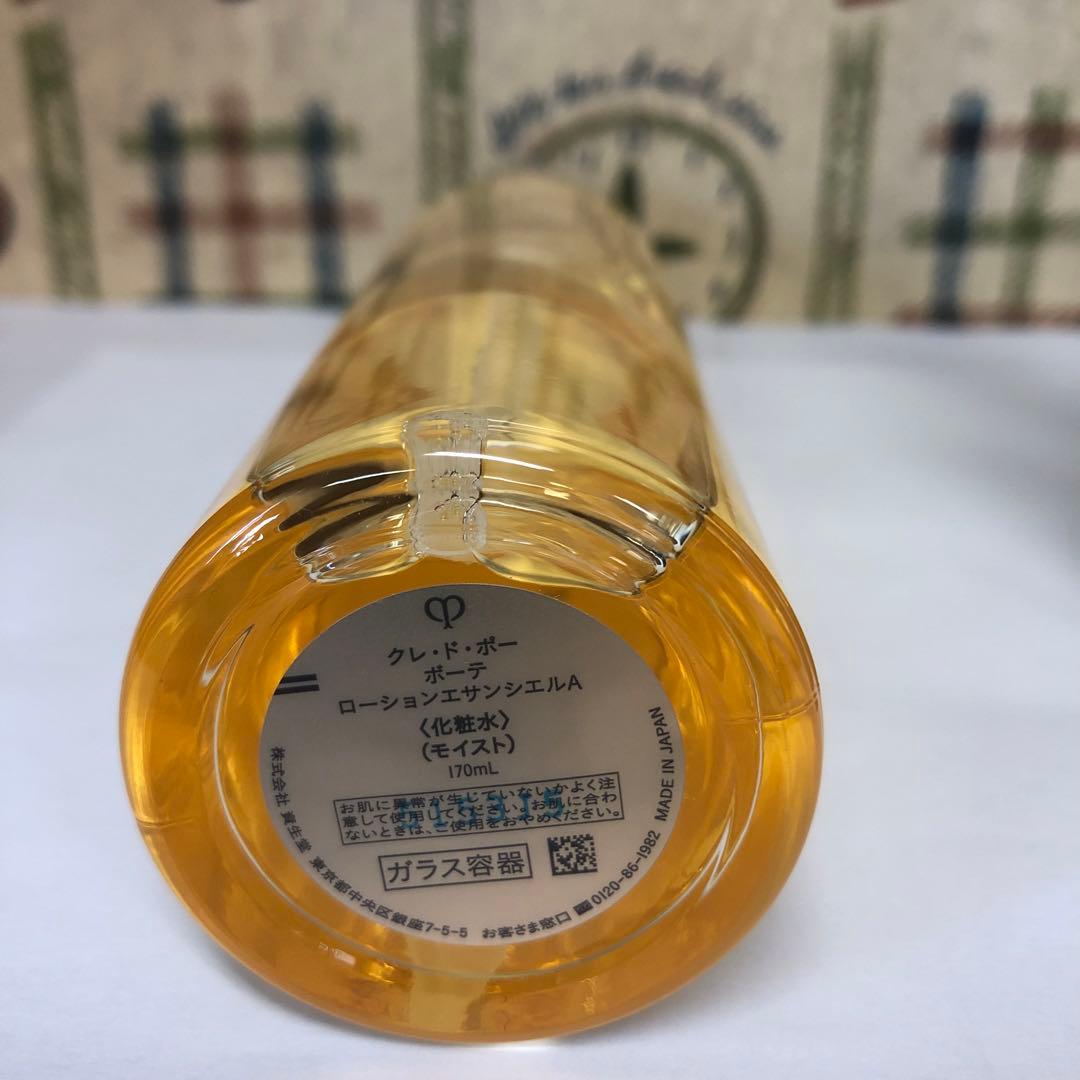 クレ・ド・ポー
ボーテ
ローションエサンシエルA
〈化粧水〉
(モイスト)
170mL
お肌に異常が生じていないかよく注
意して使用してください。お肌に合わ
ないときは、ご使用をおやめください。
ガラス容器
株式会社 資生堂 東京都中央区銀座7-5-5 お客さま窓口 0120-86-1982 MADE IN JAPAN